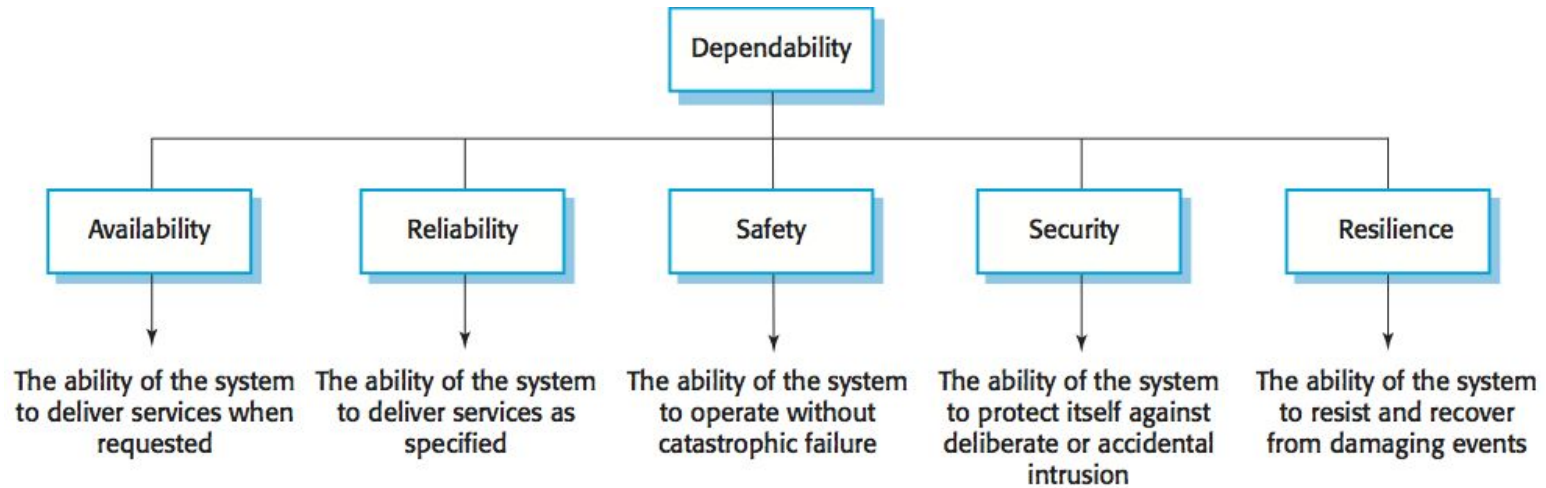 Dependability
Availability
Reliability
Safety
Security
Resilience
The ability of the system
to deliver services when
requested
The ability of the system
to deliver services as
specified
The ability of the system
to operate without
catastrophic failure
The ability of the system
to protect itself against
deliberate or accidental
intrusion
The ability of the system
to resist and recover
from damaging events